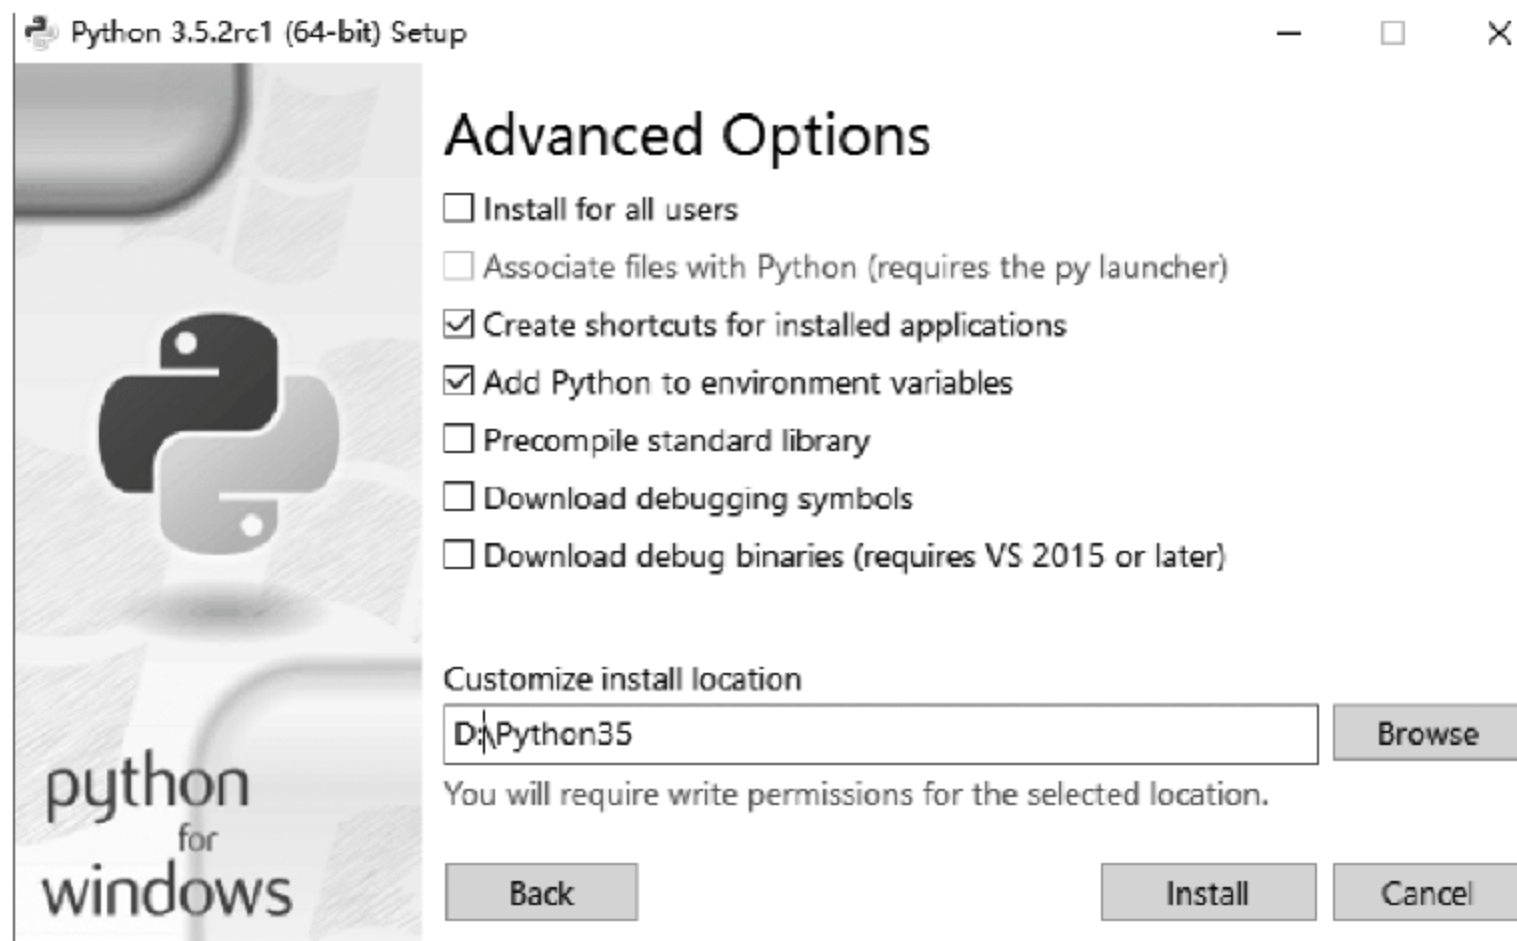 Python 3.5.2rc1 (64-bit) Setup
Advanced Options
Install for all users
Associate files with Python (requires the py launcher)
Create shortcuts for installed applications
Add Python to environment variables
Precompile standard library
Download debugging symbols
Download debug binaries (requires VS 2015 or later)
Customize install location
D:\Python35
Browse
You will require write permissions for the selected location.
python
for
windows
Back
Install
Cancel